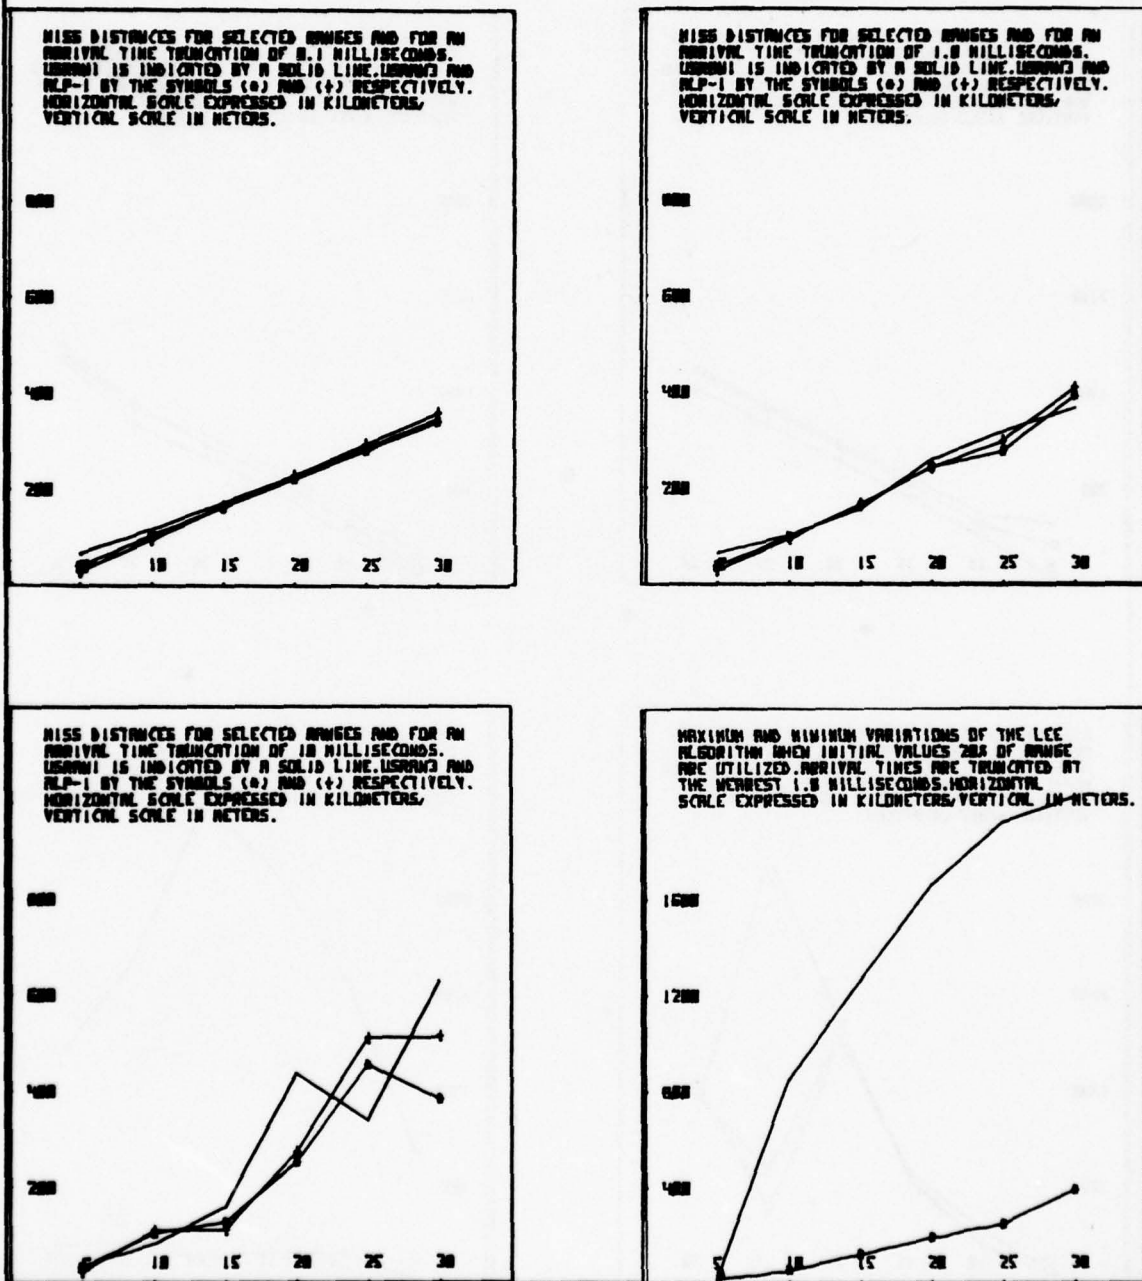 MISS DISTANCES FOR SELECTED RANGES AND FOR AN
ARRIVAL TIME TRUNCATION OF 0.1 MILLISECONDS.
USRAN1 IS INDICATED BY A SOLID LINE.USRAN3 AND
ALP-1 BY THE SYMBOLS (o) AND (+) RESPECTIVELY.
HORIZONTAL SCALE EXPRESSED IN KILOMETERS,
VERTICAL SCALE IN METERS.
800
600
400
200
5 10 15 20 25 30
MISS DISTANCES FOR SELECTED RANGES AND FOR AN
ARRIVAL TIME TRUNCATION OF 1.0 MILLISECONDS.
USRAN1 IS INDICATED BY A SOLID LINE.USRAN3 AND
ALP-1 BY THE SYMBOLS (o) AND (+) RESPECTIVELY.
HORIZONTAL SCALE EXPRESSED IN KILOMETERS,
VERTICAL SCALE IN METERS.
800
600
400
200
5 10 15 20 25 30
MISS DISTANCES FOR SELECTED RANGES AND FOR AN
ARRIVAL TIME TRUNCATION OF 10 MILLISECONDS.
USRAN1 IS INDICATED BY A SOLID LINE.USRAN3 AND
ALP-1 BY THE SYMBOLS (o) AND (+) RESPECTIVELY.
HORIZONTAL SCALE EXPRESSED IN KILOMETERS,
VERTICAL SCALE IN METERS.
800
600
400
200
5 10 15 20 25 30
MAXIMUM AND MINIMUM VARIATIONS OF THE LEE
ALGORITHM WHEN INITIAL VALUES 20% OF RANGE
ARE UTILIZED.ARRIVAL TIMES ARE TRUNCATED AT
THE NEAREST 1.0 MILLISECONDS.HORIZONTAL
SCALE EXPRESSED IN KILOMETERS,VERTICAL IN METERS.
1600
1200
800
400
5 10 15 20 25 30